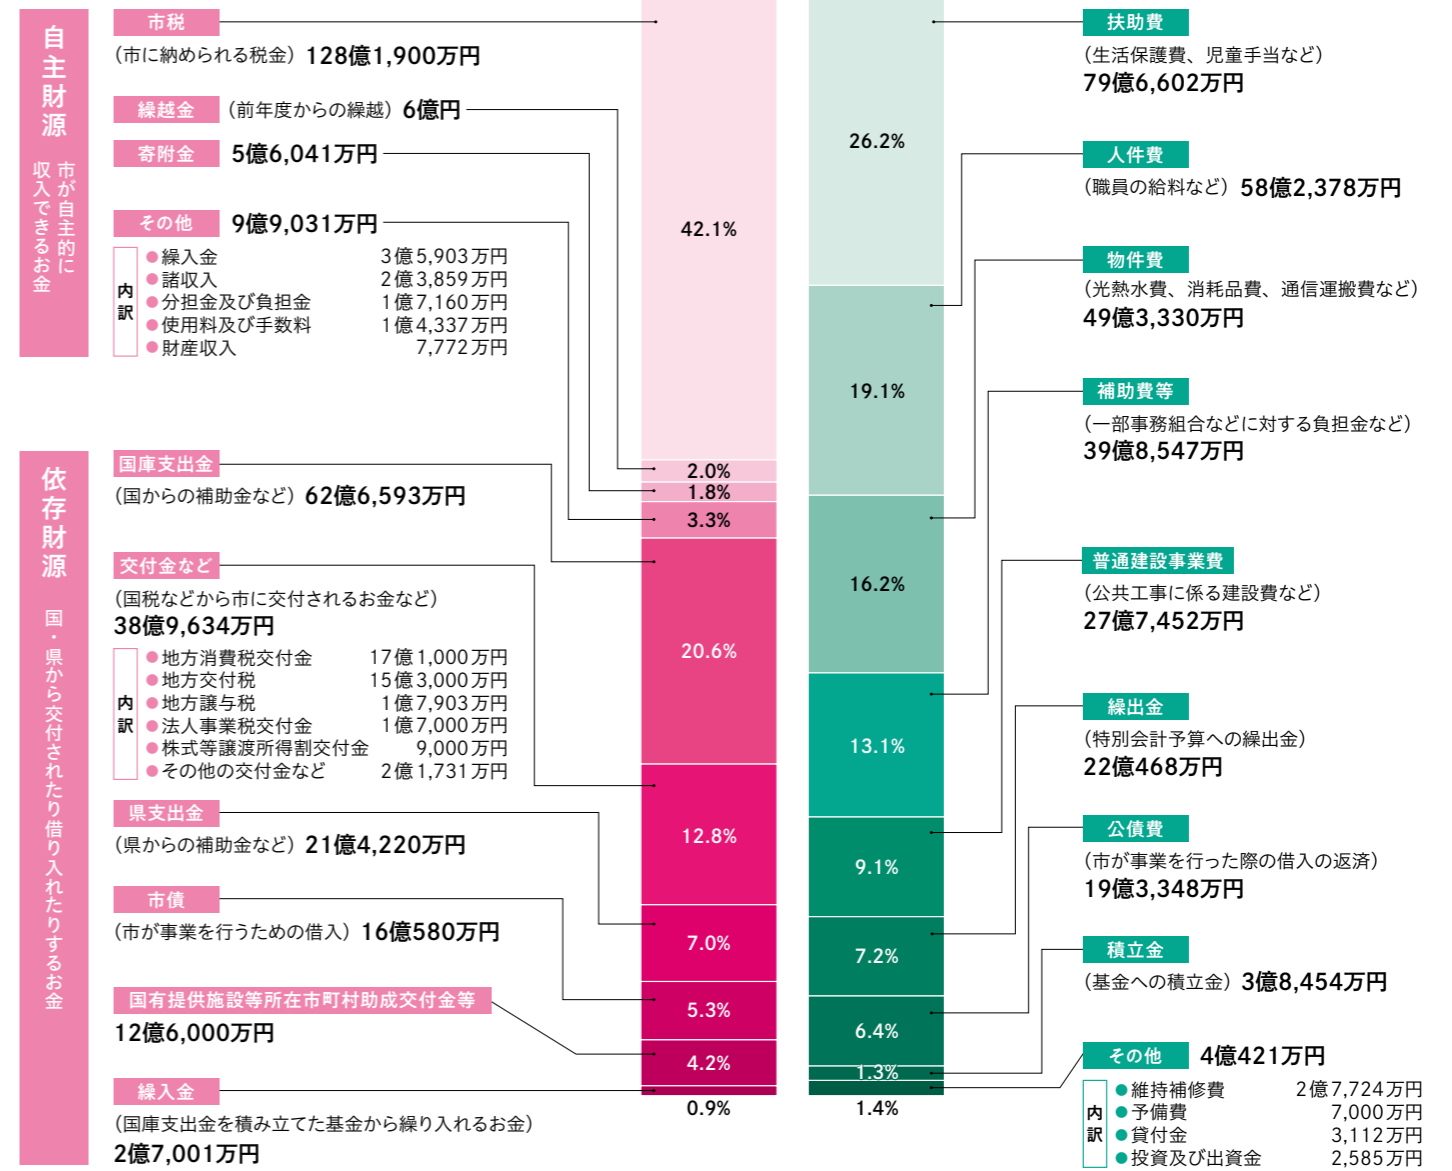 自主財源
市が自主的に
収入できるお金
市税
(市に納められる税金) 128億1,900万円
繰越金 (前年度からの繰越) 6億円
寄附金 5億6,041万円
その他 9億9,031万円
内訳
●繰入金 3億5,903万円
●諸収入 2億3,859万円
●分担金及び負担金 1億7,160万円
●使用料及び手数料 1億4,337万円
●財産収入 7,772万円
依存財源
国・県から交付されたり借り入れたりするお金
国庫支出金
(国からの補助金など) 62億6,593万円
交付金など
(国税などから市に交付されるお金など)
38億9,634万円
内訳
●地方消費税交付金 17億1,000万円
●地方交付税 15億3,000万円
●地方譲与税 1億7,903万円
●法人事業税交付金 1億7,000万円
●株式等譲渡所得割交付金 9,000万円
●その他の交付金など 2億1,731万円
県支出金
(県からの補助金など) 21億4,220万円
市債
(市が事業を行うための借入) 16億580万円
国有提供施設等所在市町村助成交付金等
12億6,000万円
繰入金
(国庫支出金を積み立てた基金から繰り入れるお金)
2億7,001万円
42.1%
2.0%
1.8%
3.3%
20.6%
12.8%
7.0%
5.3%
4.2%
0.9%
26.2%
19.1%
16.2%
13.1%
9.1%
7.2%
6.4%
1.3%
1.4%
扶助費
(生活保護費、児童手当など)
79億6,602万円
人件費
(職員の給料など) 58億2,378万円
物件費
(光熱水費、消耗品費、通信運搬費など)
49億3,330万円
補助費等
(一部事務組合などに対する負担金など)
39億8,547万円
普通建設事業費
(公共工事に係る建設費など)
27億7,452万円
繰出金
(特別会計予算への繰出金)
22億468万円
公債費
(市が事業を行った際の借入の返済)
19億3,348万円
積立金
(基金への積立金) 3億8,454万円
その他 4億421万円
内訳
●維持補修費 2億7,724万円
●予備費 7,000万円
●貸付金 3,112万円
●投資及び出資金 2,585万円